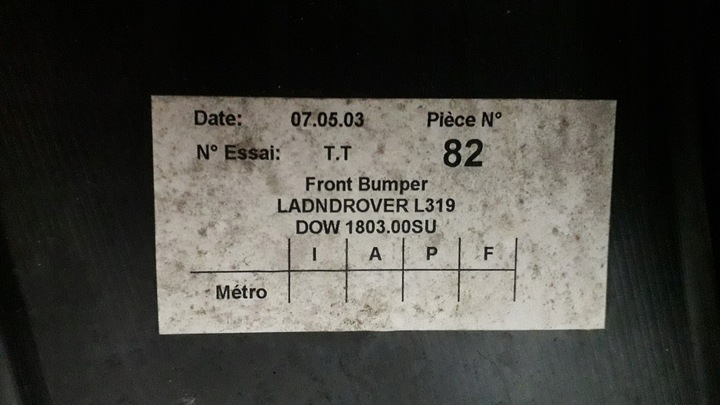 Date: 07.05.03 Pièce N°
N° Essai: T.T 82
Front Bumper
LADNDROVER L319
DOW 1803.00SU
I A P F
Métro